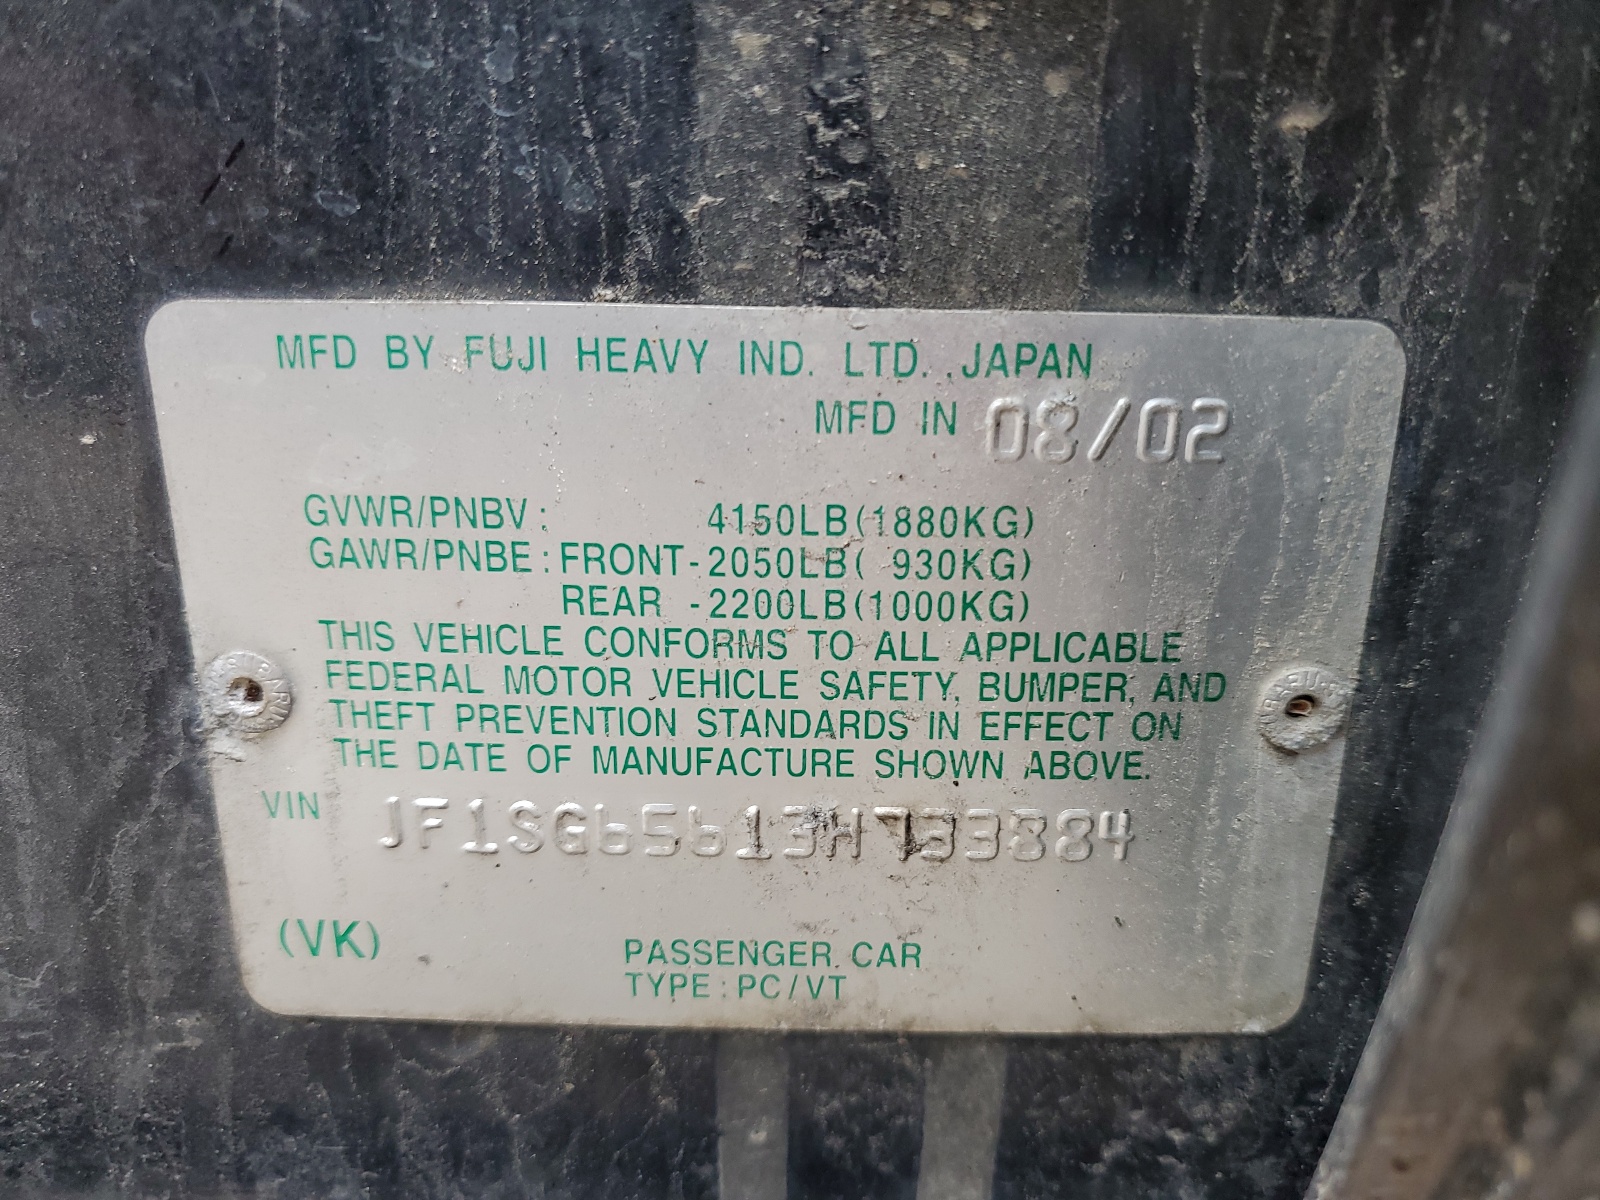 MFD BY FUJI HEAVY IND. LTD. JAPAN
MFD IN 08/02
GVWR/PNBV: 4150LB(1880KG)
GAWR/PNBE: FRONT-2050LB( 930KG)
REAR -2200LB(1000KG)
THIS VEHICLE CONFORMS TO ALL APPLICABLE
FEDERAL MOTOR VEHICLE SAFETY, BUMPER, AND
THEFT PREVENTION STANDARDS IN EFFECT ON
THE DATE OF MANUFACTURE SHOWN ABOVE.
VIN JF1SG65613H733884
(VK) PASSENGER CAR
TYPE: PC/VT